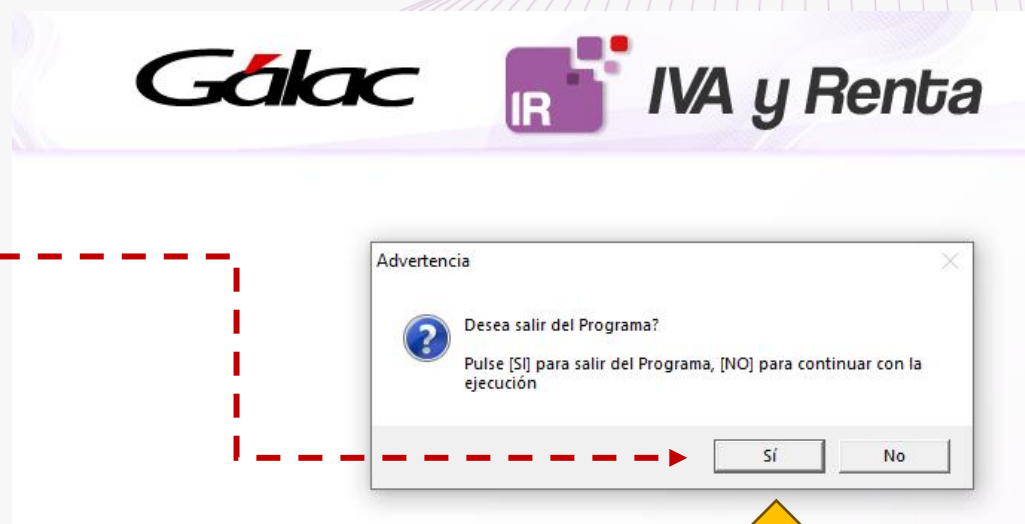 Gálac
IR
IVA y Renta
Advertencia
Desea salir del Programa?
Pulse [SI] para salir del Programa, [NO] para continuar con la
ejecución
Sí
No